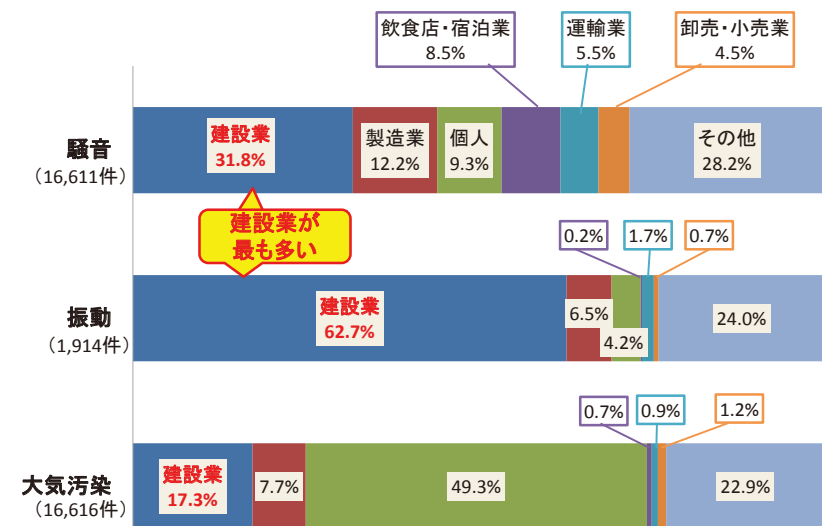 飲食店・宿泊業
8.5%
運輸業
5.5%
卸売・小売業
4.5%
騒音
（16,611件）
建設業
31.8%
製造業
12.2%
個人
9.3%
その他
28.2%
建設業が
最も多い
0.2%
1.7%
0.7%
振動
（1,914件）
建設業
62.7%
6.5%
4.2%
24.0%
0.7%
0.9%
1.2%
大気汚染
（16,616件）
建設業
17.3%
7.7%
49.3%
22.9%